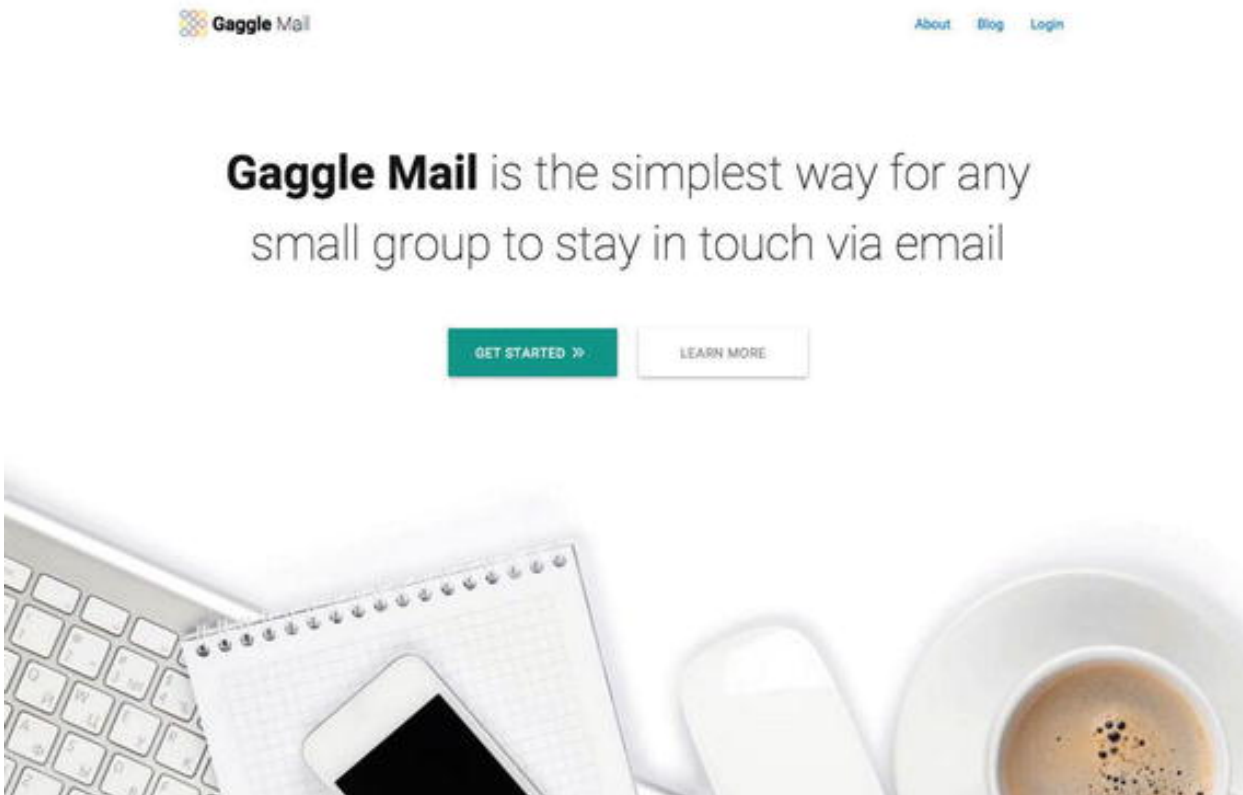 Gaggle Mail
About Blog Login
Gaggle Mail is the simplest way for any
small group to stay in touch via email
GET STARTED »
LEARN MORE